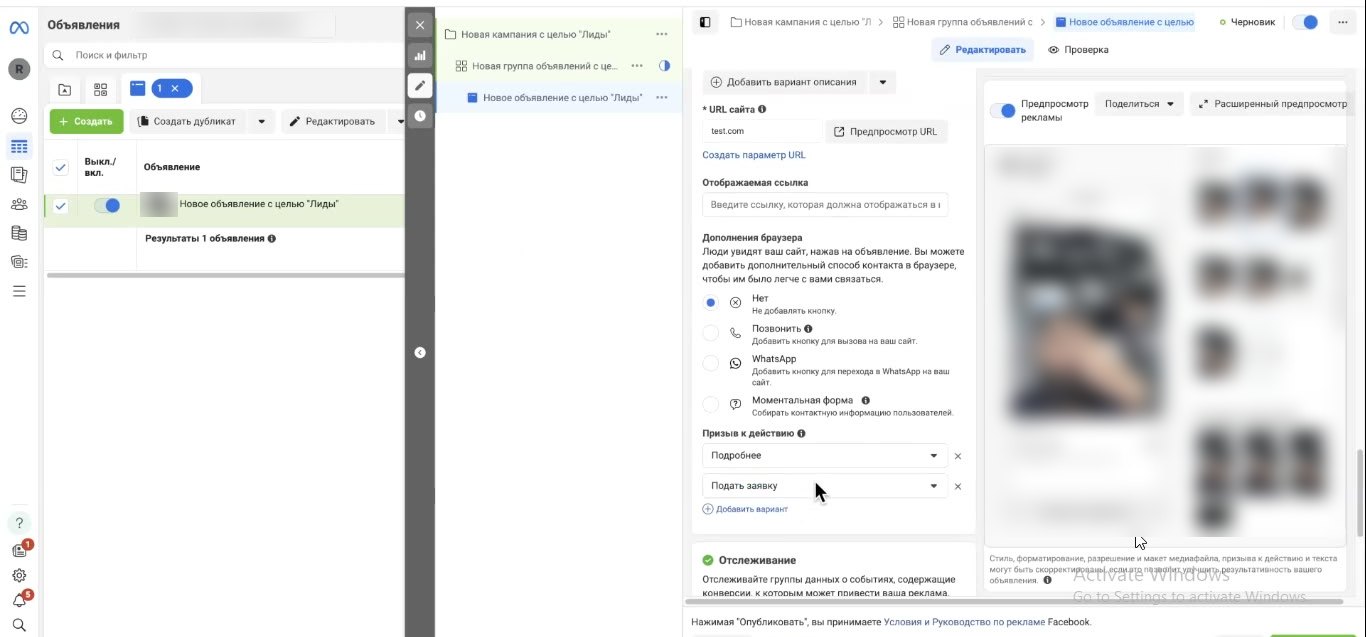 Объявления
Поиск и фильтр
R
1 ×
+ Создать
Создать дубликат
Редактировать
Выкл./
вкл.
Объявление
Новое объявление с целью "Лиды"
Результаты 1 объявления
?
1
5
Новая кампания с целью "Лиды"
Новая группа объявлений с це...
Новое объявление с целью "Лиды"
Новая кампания с целью "Л
Новая группа объявлений с
Новое объявление с целью
Черновик
Редактировать
Проверка
Добавить вариант описания
* URL сайта
test.com
Предпросмотр URL
Создать параметр URL
Отображаемая ссылка
Введите ссылку, которая должна отображаться в
Дополнения браузера
Люди увидят ваш сайт, нажав на объявление. Вы можете
добавить дополнительный способ контакта в браузере,
чтобы им было легче с вами связаться.
Нет
Не добавлять кнопку.
Позвонить
Добавить кнопку для вызова на ваш сайт.
WhatsApp
Добавить кнопку для перехода в WhatsApp на ваш
сайт.
Моментальная форма
Собирать контактную информацию пользователей.
Призыв к действию
Подробнее
Подать заявку
Добавить вариант
Отслеживание
Отслеживайте группы данных о событиях, содержащие
конверсии, к которым может привести ваша реклама.
Предпросмотр
рекламы
Поделиться
Расширенный предпросмотр
Стиль, форматирование, разрешение и макет медиафайла, призыва к действию и текста
могут быть скорректированы, если это позволит улучшить результативность вашего
объявления.
Activate Windows
Go to Settings to activate Windows.
Нажимая "Опубликовать", вы принимаете Условия и Руководство по рекламе Facebook.